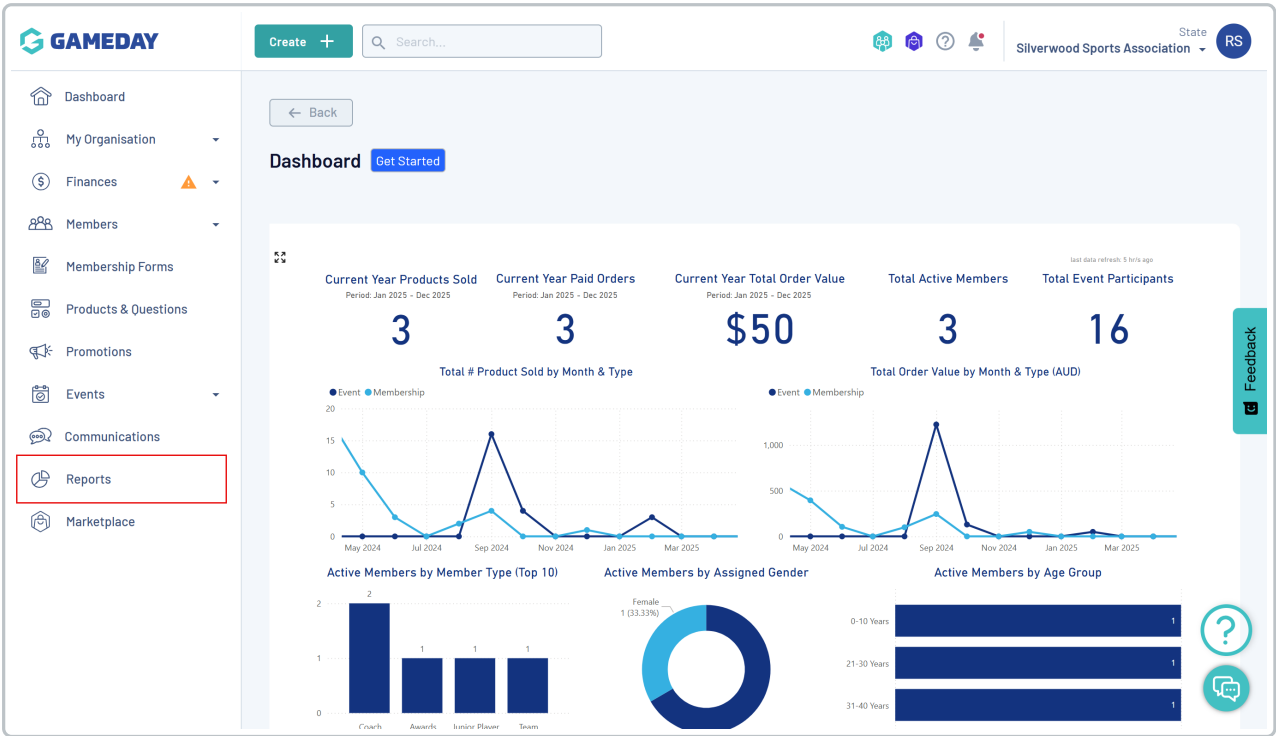 GAMEDAY
Create +
Search...
State
Silverwood Sports Association
RS
Dashboard
My Organisation
Finances
Members
Membership Forms
Products & Questions
Promotions
Events
Communications
Reports
Marketplace
← Back
Dashboard
Get Started
last data refresh: 5 hr/s ago
Current Year Products Sold
Period: Jan 2025 - Dec 2025
3
Current Year Paid Orders
Period: Jan 2025 - Dec 2025
3
Current Year Total Order Value
Period: Jan 2025 - Dec 2025
$50
Total Active Members
3
Total Event Participants
16
Feedback
Total # Product Sold by Month & Type
Event Membership
20
15
10
5
0
May 2024 Jul 2024 Sep 2024 Nov 2024 Jan 2025 Mar 2025
Total Order Value by Month & Type (AUD)
Event Membership
1,000
500
0
May 2024 Jul 2024 Sep 2024 Nov 2024 Jan 2025 Mar 2025
Active Members by Member Type (Top 10)
2
1
0
2 1 1 1
Coach Awards Junior Player Team
Active Members by Assigned Gender
Female
1 (33.33%)
Active Members by Age Group
0-10 Years 1
21-30 Years 1
31-40 Years 1
?